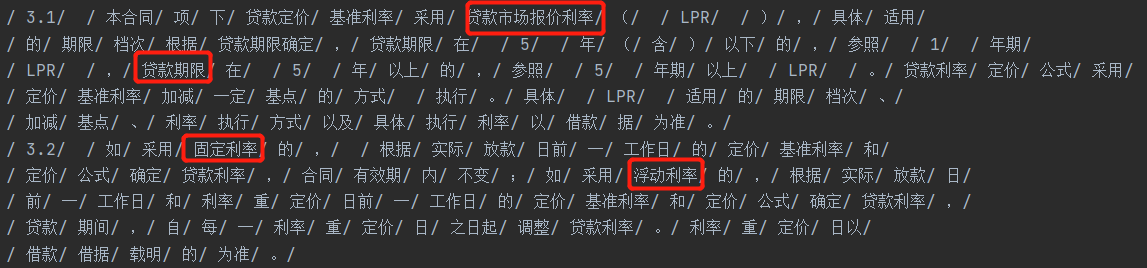 / 3.1/  / 本合同/ 项/ 下/ 贷款定价/ 基准利率/ 采用/ 贷款市场报价利率/ （/  / LPR/  / ）/ ，/ 具体/ 适用/
/ 的/ 期限/ 档次/ 根据/ 贷款期限确定/ ，/ 贷款期限/ 在/  / 5/  / 年/ （/ 含/ ）/ 以下/ 的/ ，/ 参照/  / 1/  / 年期/
/ LPR/  / ，/ 贷款期限/ 在/  / 5/  / 年/ 以上/ 的/ ，/ 参照/  / 5/  / 年期/ 以上/  / LPR/  / 。/ 贷款利率/ 定价/ 公式/ 采用/
/ 定价/ 基准利率/ 加减/ 一定/ 基点/ 的/ 方式/  / 执行/ 。/ 具体/  / LPR/  / 适用/ 的/ 期限/ 档次/ 、/
/ 加减/ 基点/ 、/ 利率/ 执行/ 方式/ 以及/ 具体/ 执行/ 利率/ 以/ 借款/ 据/ 为准/ 。/
/ 3.2/  / 如/ 采用/ 固定利率/ 的/ ，/  / 根据/ 实际/ 放款/ 日前/ 一/ 工作日/ 的/ 定价/ 基准利率/ 和/
/ 定价/ 公式/ 确定/ 贷款利率/ ，/ 合同/ 有效期/ 内/ 不变/ ；/ 如/ 采用/ 浮动利率/ 的/ ，/ 根据/ 实际/ 放款/ 日/
/ 前/ 一/ 工作日/ 和/ 利率/ 重/ 定价/ 日前/ 一/ 工作日/ 的/ 定价/ 基准利率/ 和/ 定价/ 公式/ 确定/ 贷款利率/ ，/
/ 贷款/ 期间/ ，/ 自/ 每/ 一/ 利率/ 重/ 定价/ 日/ 之日起/ 调整/ 贷款利率/ 。/ 利率/ 重/ 定价/ 日以/
/ 借款/ 借据/ 载明/ 的/ 为准/ 。/